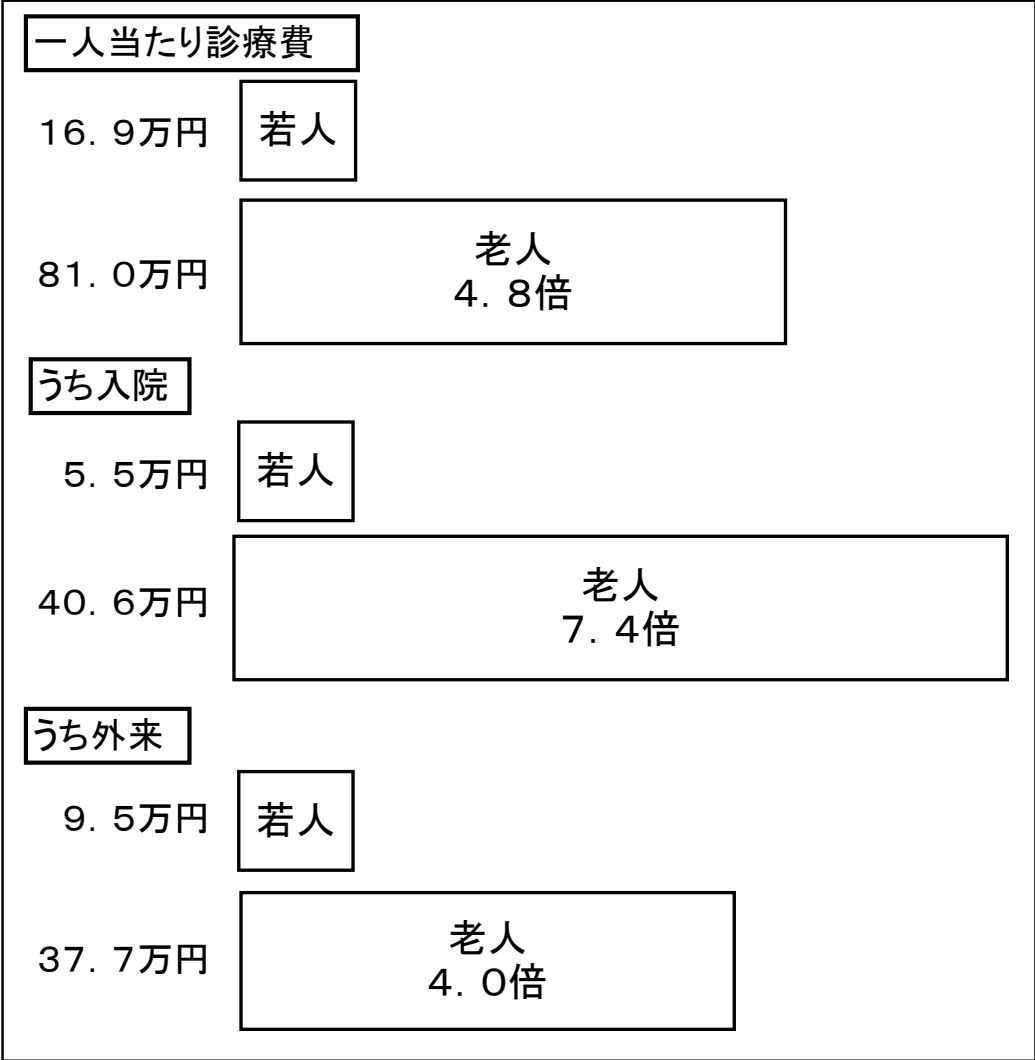 一人当たり診療費
１６．９万円
若人
８１．０万円
老人
４．８倍
うち入院
５．５万円
若人
４０．６万円
老人
７．４倍
うち外来
９．５万円
若人
３７．７万円
老人
４．０倍